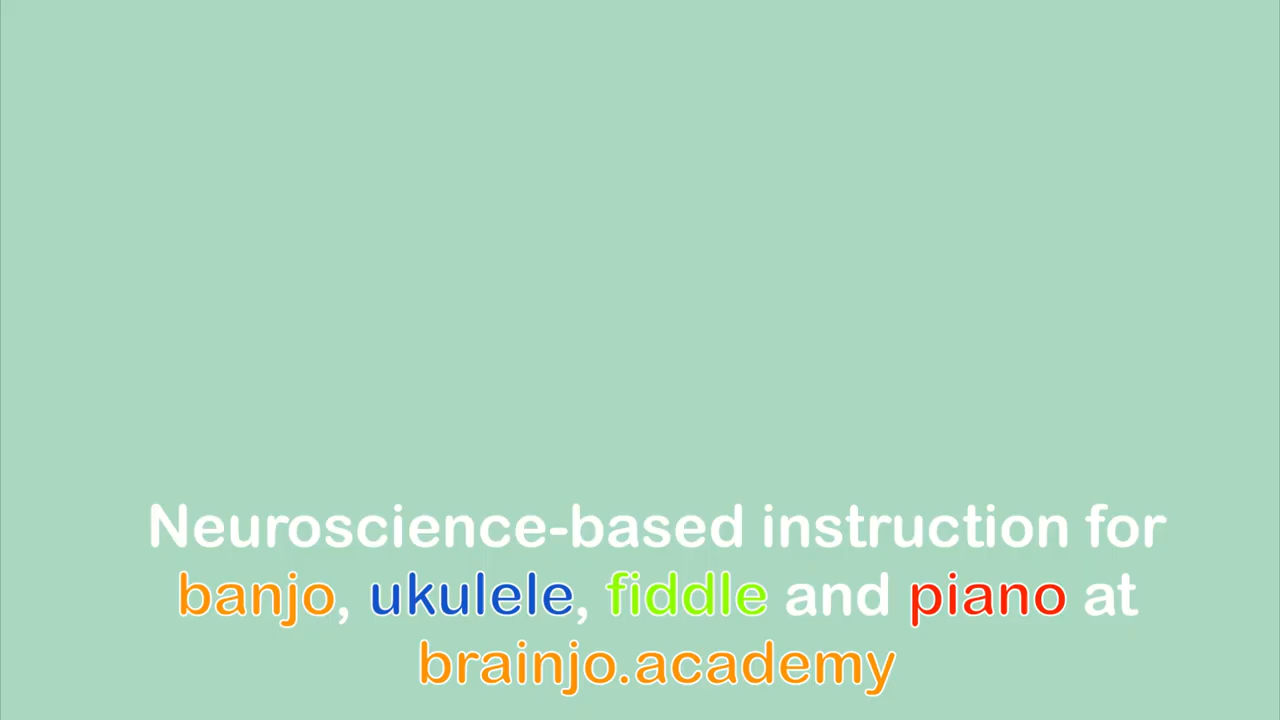 Neuroscience-based instruction for
banjo, ukulele, fiddle and piano at
brainjo.academy